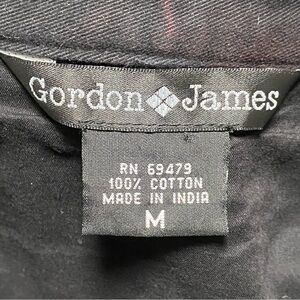 Gordon James
RN 69479
100% COTTON
MADE IN INDIA
M